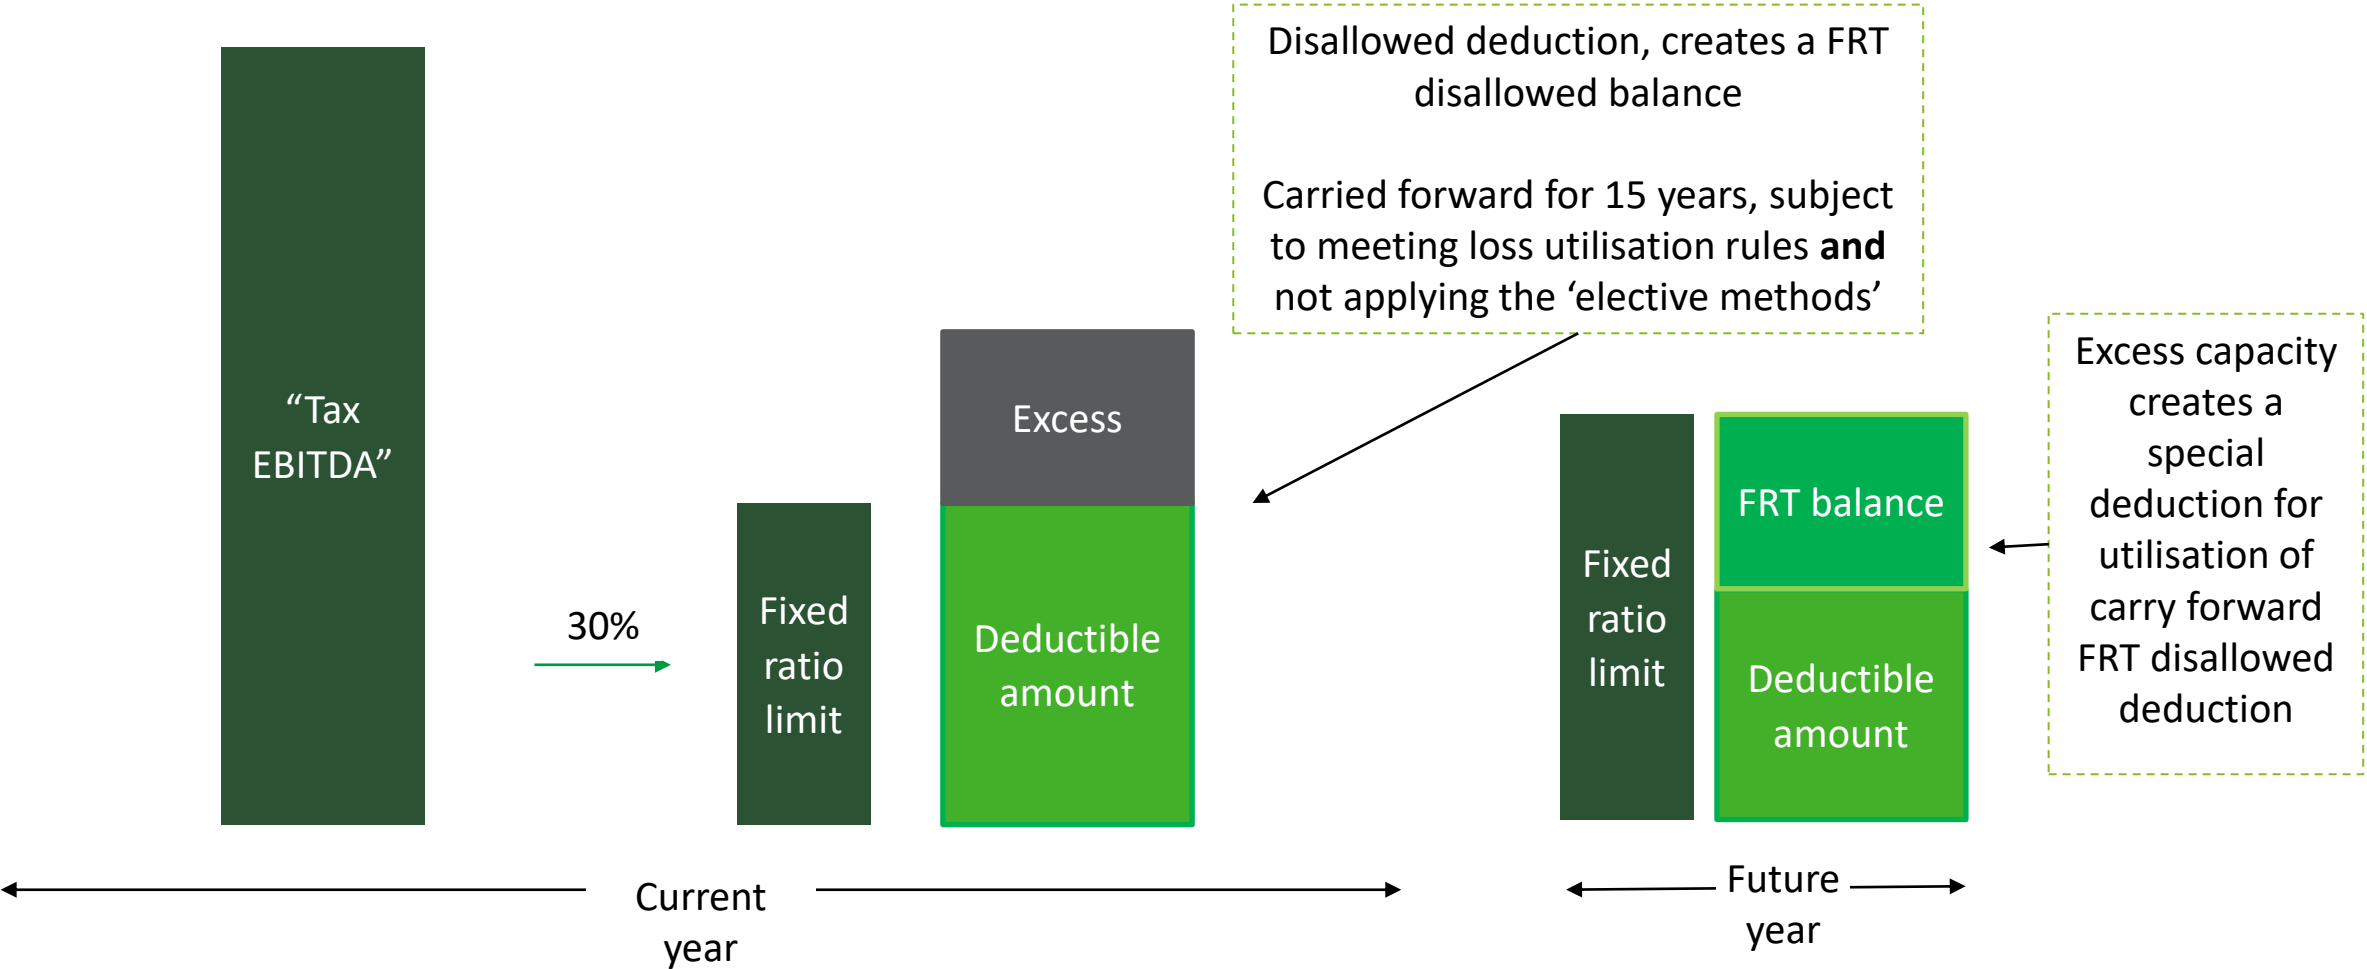 “Tax
EBITDA”
30%
Fixed
ratio
limit
Excess
Deductible
amount
Disallowed deduction, creates a FRT
disallowed balance
Carried forward for 15 years, subject
to meeting loss utilisation rules and
not applying the ‘elective methods’
Fixed
ratio
limit
FRT balance
Deductible
amount
Excess capacity
creates a
special
deduction for
utilisation of
carry forward
FRT disallowed
deduction
Current
year
Future
year